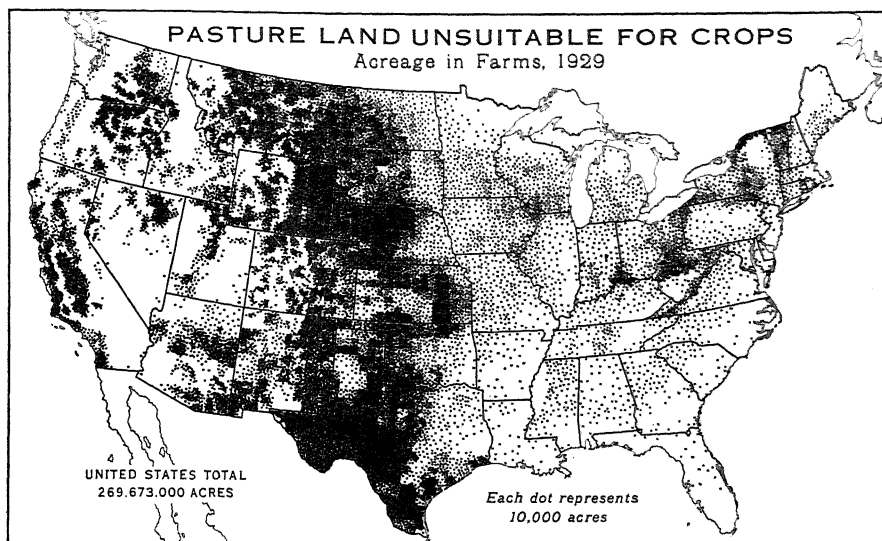 PASTURE LAND UNSUITABLE FOR CROPS
Acreage in Farms, 1929
UNITED STATES TOTAL
269.673.000 ACRES
Each dot represents
10,000 acres